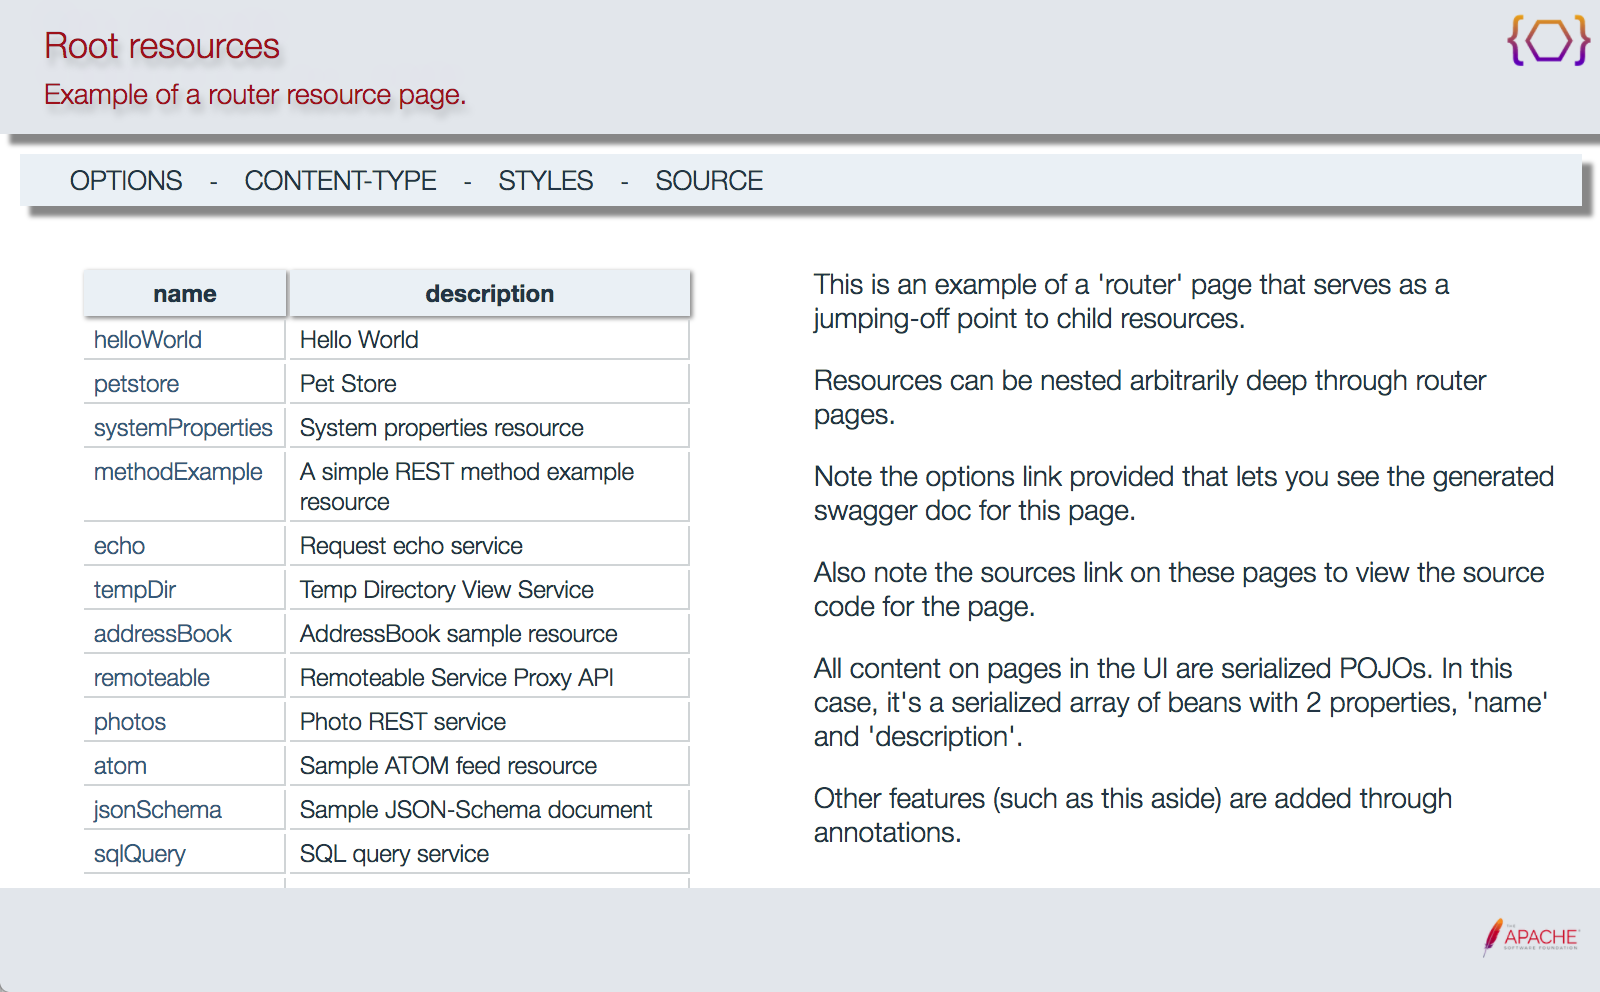 Root resources
Example of a router resource page.
OPTIONS - CONTENT-TYPE - STYLES - SOURCE
name description
helloWorld Hello World
petstore Pet Store
systemProperties System properties resource
methodExample A simple REST method example
resource
echo Request echo service
tempDir Temp Directory View Service
addressBook AddressBook sample resource
remoteable Remoteable Service Proxy API
photos Photo REST service
atom Sample ATOM feed resource
jsonSchema Sample JSON-Schema document
sqlQuery SQL query service
This is an example of a 'router' page that serves as a
jumping-off point to child resources.
Resources can be nested arbitrarily deep through router
pages.
Note the options link provided that lets you see the generated
swagger doc for this page.
Also note the sources link on these pages to view the source
code for the page.
All content on pages in the UI are serialized POJOs. In this
case, it's a serialized array of beans with 2 properties, 'name'
and 'description'.
Other features (such as this aside) are added through
annotations.
THE
APACHE
SOFTWARE FOUNDATION